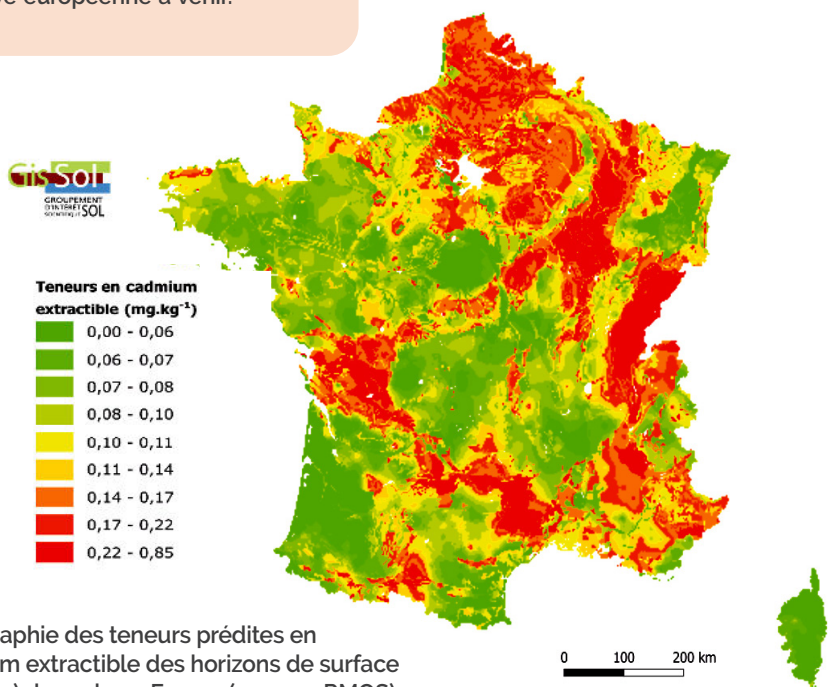 européenne à venir.
GisSol
GROUPEMENT
D'INTÉRÊT
SCIENTIFIQUE SOL
Teneurs en cadmium
extractible (mg.kg⁻¹)
0,00 - 0,06
0,06 - 0,07
0,07 - 0,08
0,08 - 0,10
0,10 - 0,11
0,11 - 0,14
0,14 - 0,17
0,17 - 0,22
0,22 - 0,85
aphie des teneurs prédites en
m extractible des horizons de surface
0 100 200 km